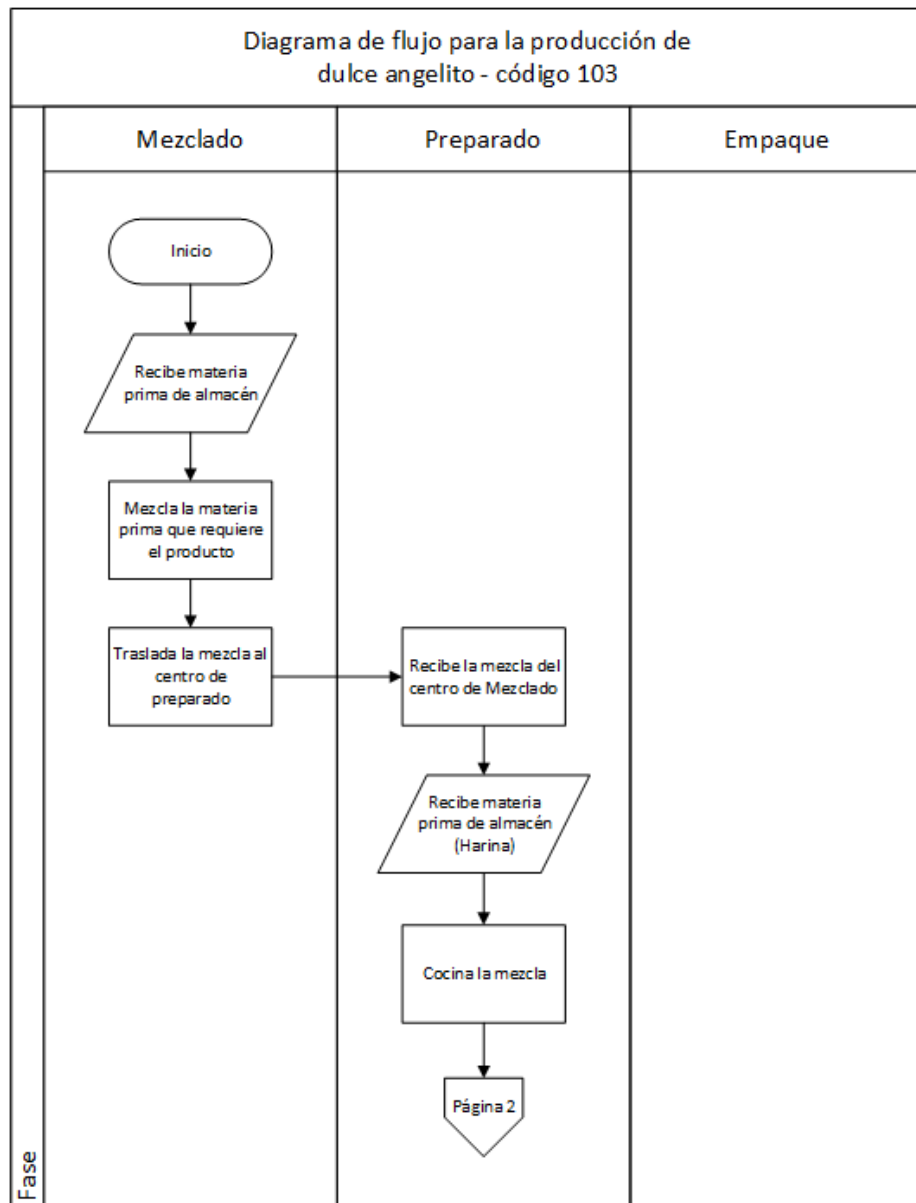 Diagrama de flujo para la producción de
dulce angelito - código 103
Mezclado
Preparado
Empaque
Inicio
Recibe materia
prima de almacén
Mezcla la materia
prima que requiere
el producto
Traslada la mezcla al
centro de
preparado
Recibe la mezcla del
centro de Mezclado
Recibe materia
prima de almacén
(Harina)
Cocina la mezcla
Página 2
Fase